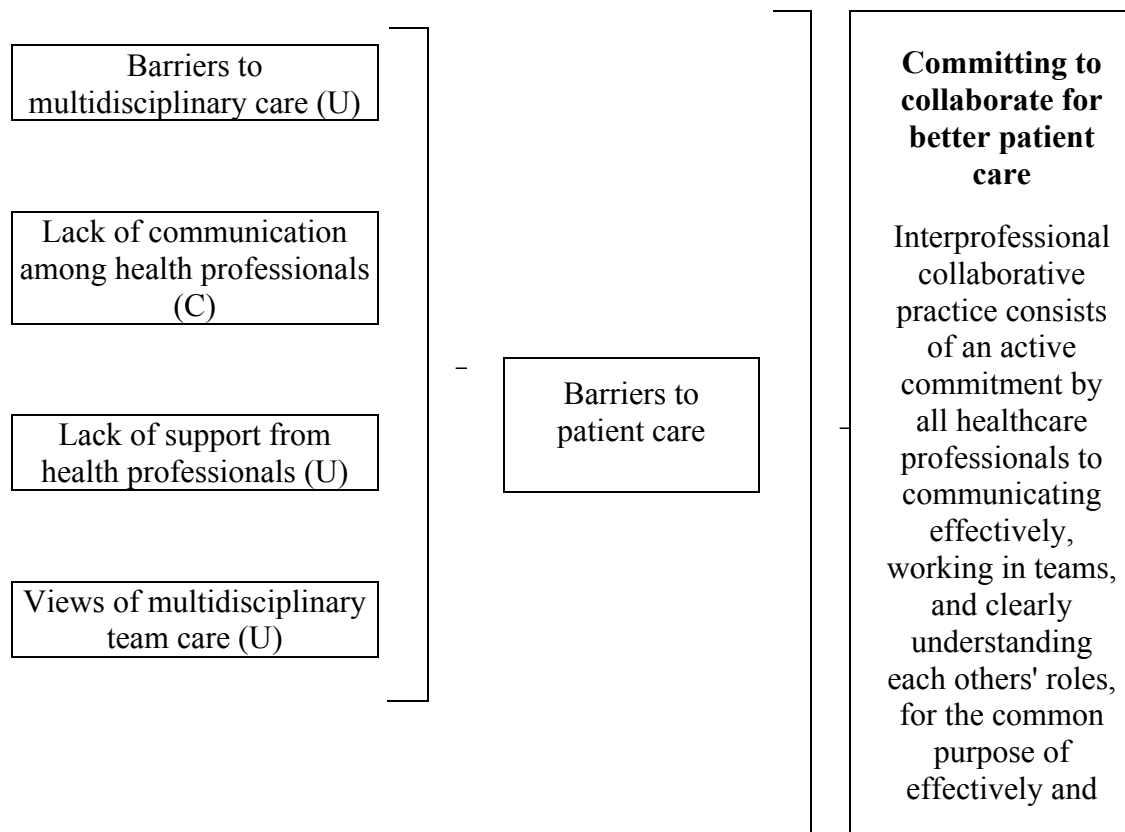 Barriers to
multidisciplinary care (U)
Lack of communication
among health professionals
(C)
Lack of support from
health professionals (U)
Views of multidisciplinary
team care (U)
Barriers to
patient care
Committing to
collaborate for
better patient
care
Interprofessional
collaborative
practice consists
of an active
commitment by
all healthcare
professionals to
communicating
effectively,
working in teams,
and clearly
understanding
each others' roles,
for the common
purpose of
effectively and